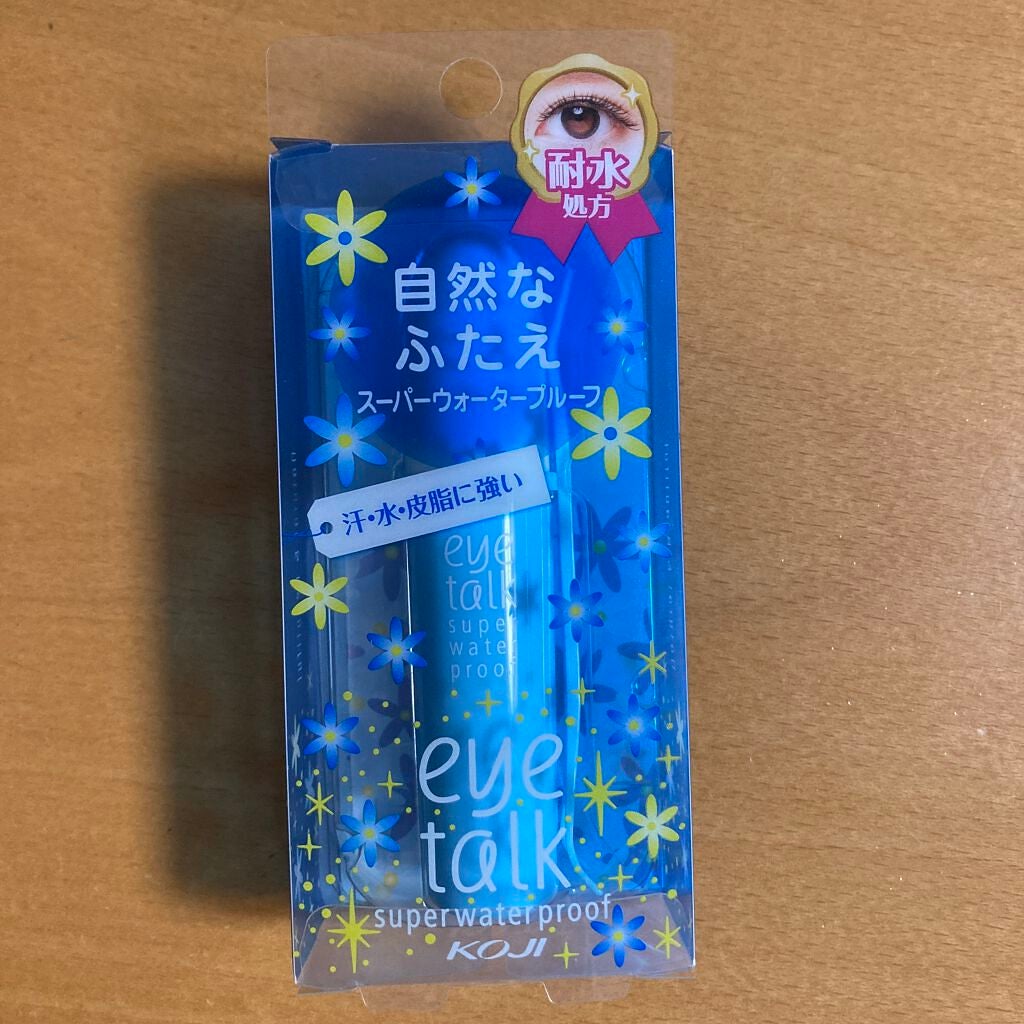 耐水
処方
自然な
ふたえ
スーパーウォータープルーフ
汗・水・皮脂に強い
eye
talk
super
water
proof
eye
talk
superwaterproof
KOJI